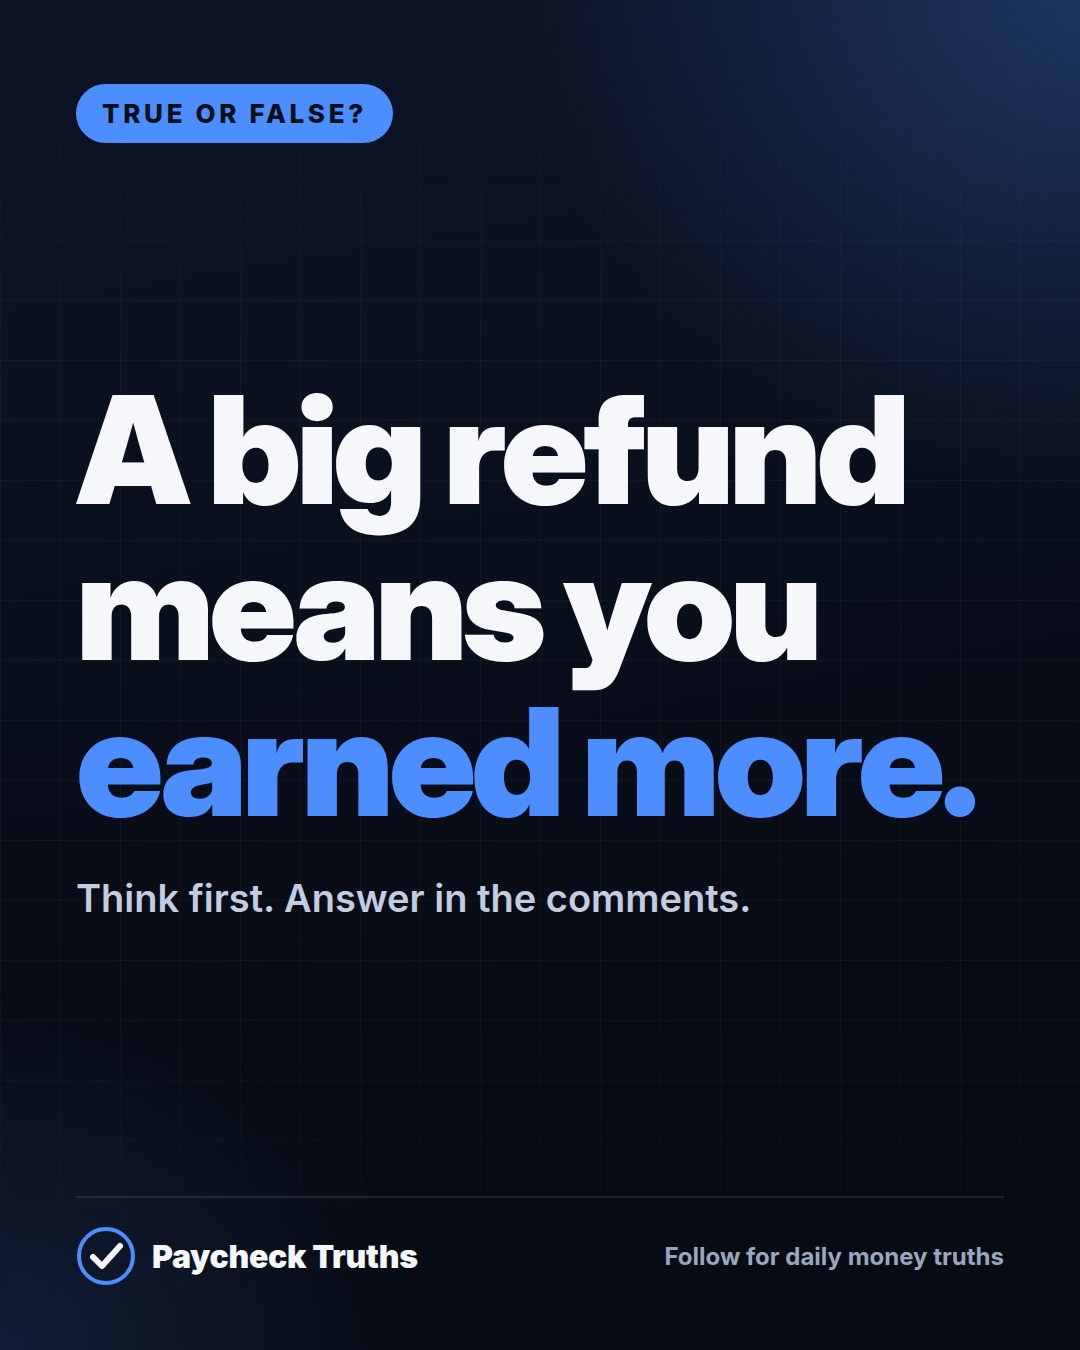 TRUE OR FALSE?
A big refund
means you
earned more.
Think first. Answer in the comments.
Paycheck Truths
Follow for daily money truths